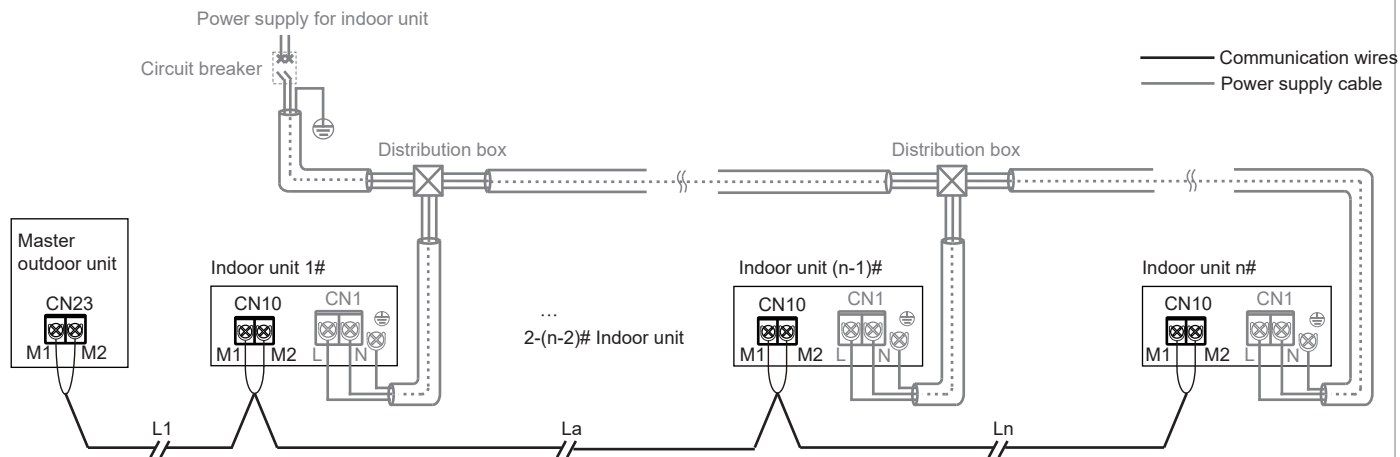 Power supply for indoor unit
Circuit breaker
Communication wires
Power supply cable
Distribution box
Distribution box
Master
outdoor unit
Indoor unit 1#
Indoor unit (n-1)#
Indoor unit n#
CN23
CN10
CN1
CN10
CN1
CN10
CN1
...
2-(n-2)# Indoor unit
M1 M2
M1 M2 L N
M1 M2 L N
M1 M2 L N
L1
La
Ln